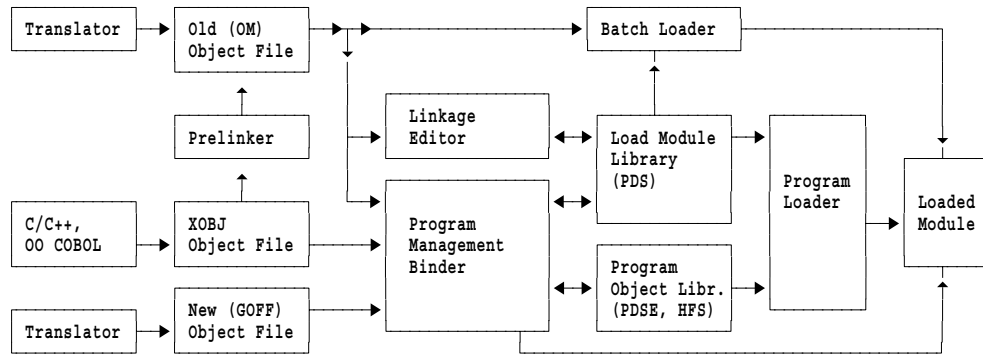 Translator
Old (OM)
Object File
Batch Loader
Linkage
Editor
Prelinker
Load Module
Library
(PDS)
Program
Loader
Loaded
Module
C/C++,
OO COBOL
XOBJ
Object File
Program
Management
Binder
Program
Object Libr.
(PDSE, HFS)
Translator
New (GOFF)
Object File